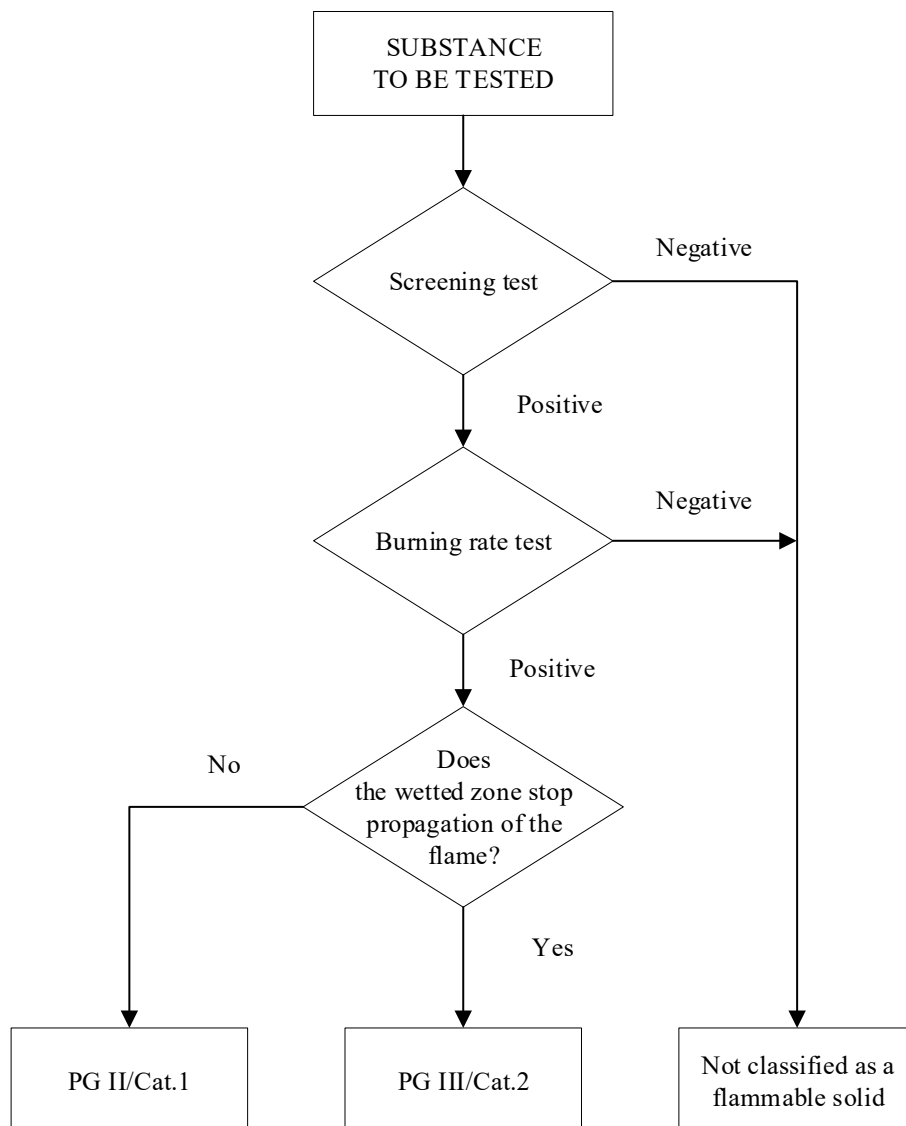 SUBSTANCE
TO BE TESTED
Negative
Screening test
Positive
Negative
Burning rate test
Positive
No
Does
the wetted zone stop
propagation of the
flame?
Yes
PG II/Cat.1
PG III/Cat.2
Not classified as a
flammable solid